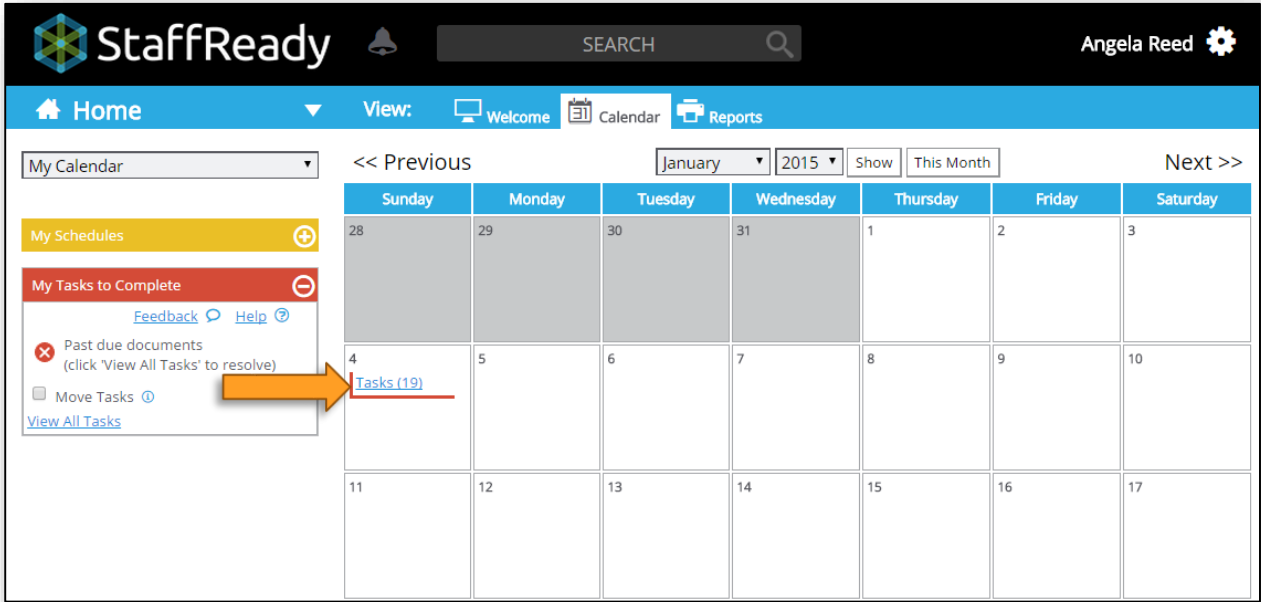 StaffReady
SEARCH
Angela Reed
Home
View:
Welcome
31
Calendar
Reports
My Calendar
<< Previous
January
2015
Show
This Month
Next >>
Sunday Monday Tuesday Wednesday Thursday Friday Saturday
My Schedules
28 29 30 31 1 2 3
My Tasks to Complete
Feedback
Help
Past due documents
(click 'View All Tasks' to resolve)
Move Tasks
View All Tasks
4 5 6 7 8 9 10
Tasks (19)
11 12 13 14 15 16 17